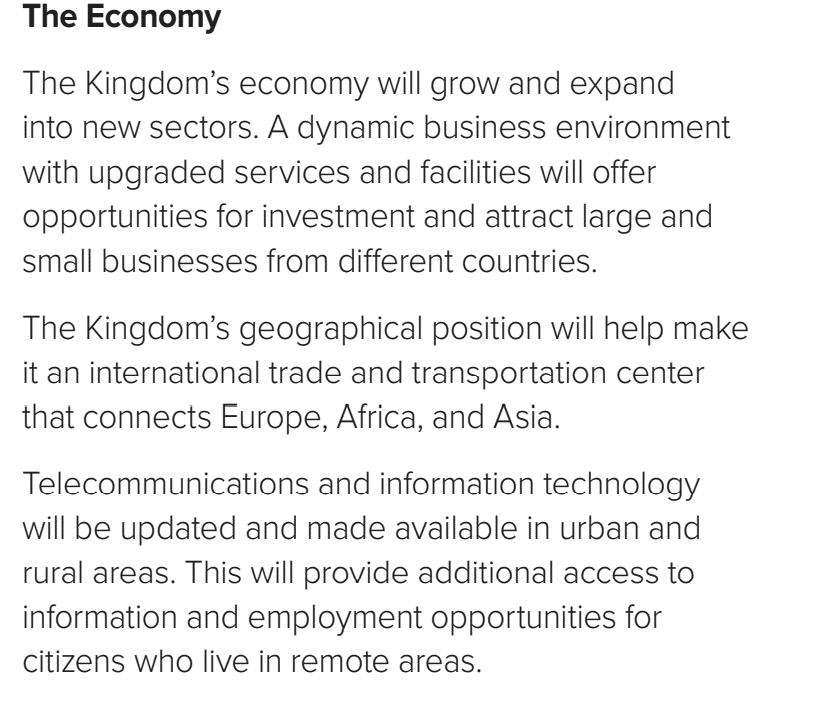 The Economy
The Kingdom’s economy will grow and expand
into new sectors. A dynamic business environment
with upgraded services and facilities will offer
opportunities for investment and attract large and
small businesses from different countries.
The Kingdom’s geographical position will help make
it an international trade and transportation center
that connects Europe, Africa, and Asia.
Telecommunications and information technology
will be updated and made available in urban and
rural areas. This will provide additional access to
information and employment opportunities for
citizens who live in remote areas.